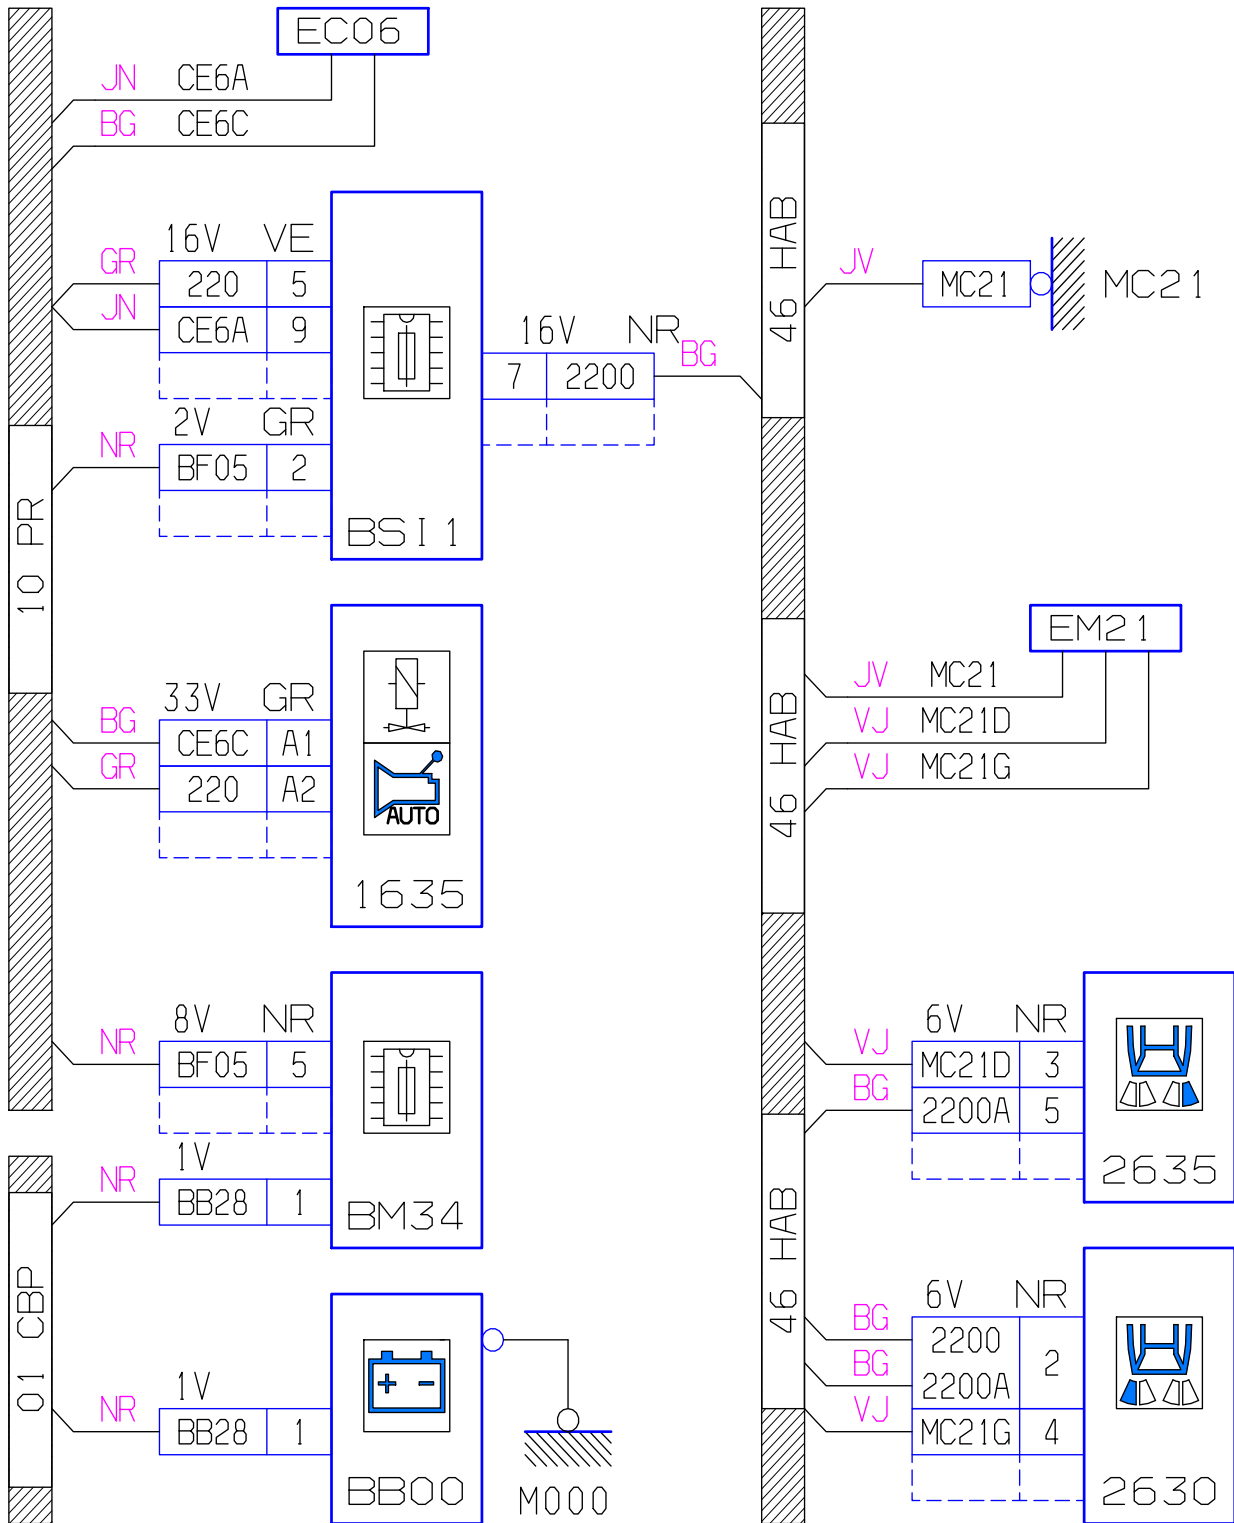 EC06
JN CE6A
BG CE6C
16V VE
GR 220 5
JN CE6A 9
2V GR
NR BF05 2
BSI1
16V NR
7 2200 BG
10 PR
33V GR
BG CE6C A1
GR 220 A2
AUTO
1635
8V NR
NR BF05 5
1V
NR BB28 1
BM34
01 CBP
1V
NR BB28 1
+ -
BB00
M000
46 HAB
JV MC21 MC21
EM21
JV MC21
VJ MC21D
VJ MC21G
46 HAB
6V NR
VJ MC21D 3
BG 2200A 5
2635
46 HAB
6V NR
BG 2200 2
BG 2200A
VJ MC21G 4
2630